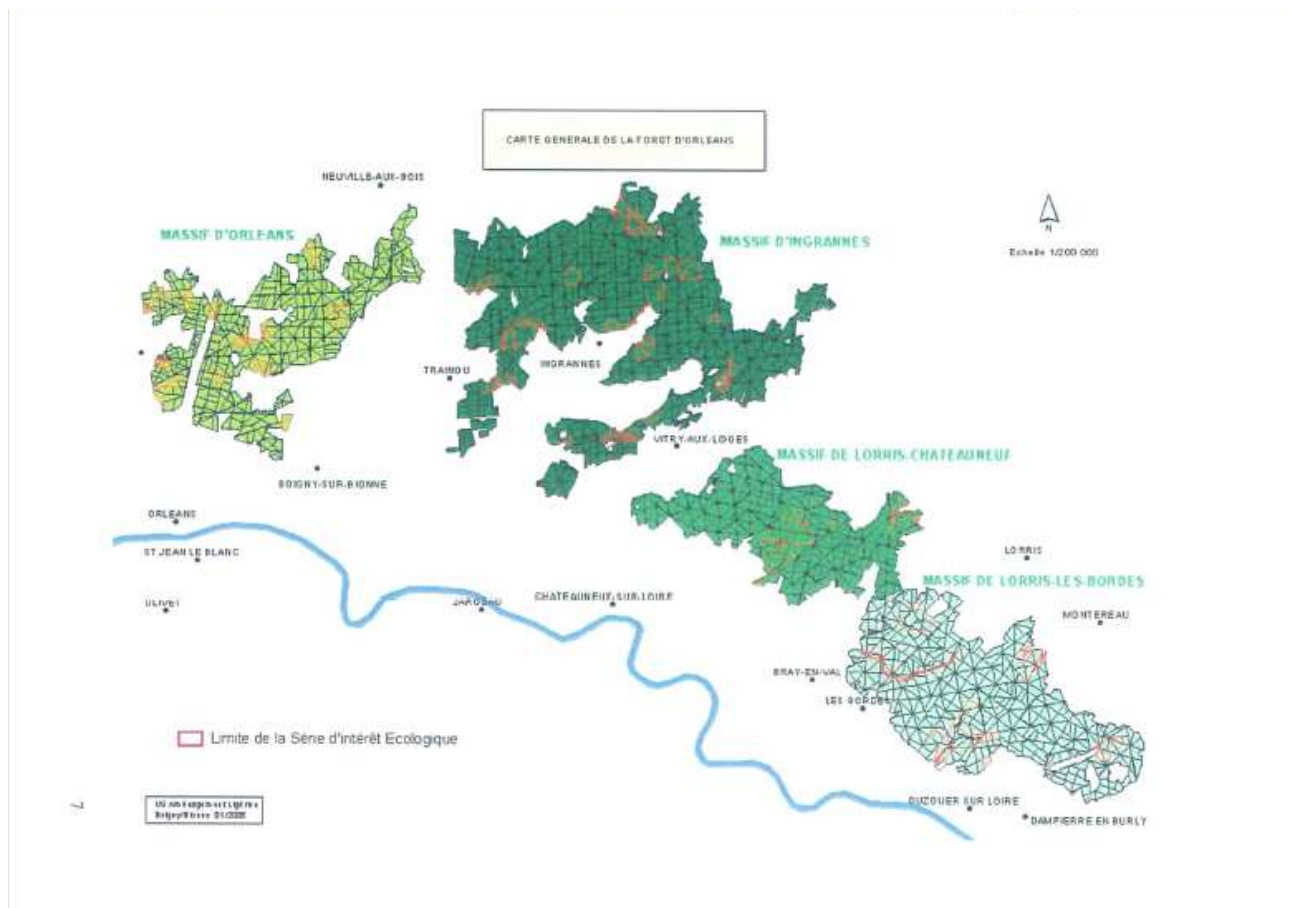 CARTE GENERALE DE LA FORET D'ORLEANS
NEUVILLE-AUX-BOIS
MASSIF D'ORLEANS
MASSIF D'INGRANNES
N
Echelle 1/200 000
TRAINOU
INGRANNES
VITRY-AUX-LOGES
MASSIF DE LORRIS-CHATEAUNEUF
BOIGNY-SUR-BIONNE
ORLEANS
ST JEAN LE BLANC
LORRIS
MASSIF DE LORRIS-LES-BORDES
OLIVET
JARGEAU
CHATEAUNEUF-SUR-LOIRE
MONTEREAU
BRAY-EN-VAL
LES-BORDES
Limite de la Série d'intérêt Ecologique
7
OUZOUER SUR LOIRE
DAMPIERRE EN BURLY